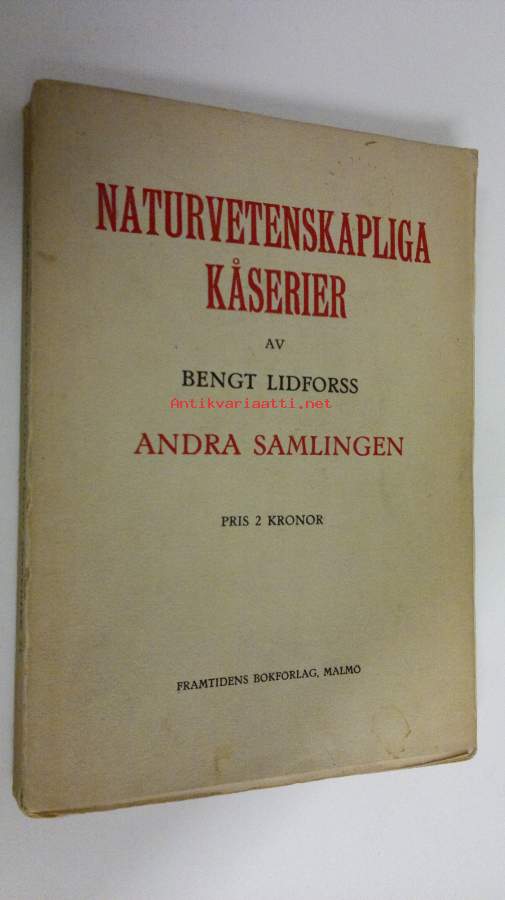 NATURVETENSKAPLIGA
KÅSERIER
AV
BENGT LIDFORSS
Antikvariaatti.net
ANDRA SAMLINGEN
PRIS 2 KRONOR
FRAMTIDENS BOKFÖRLAG, MALMÖ